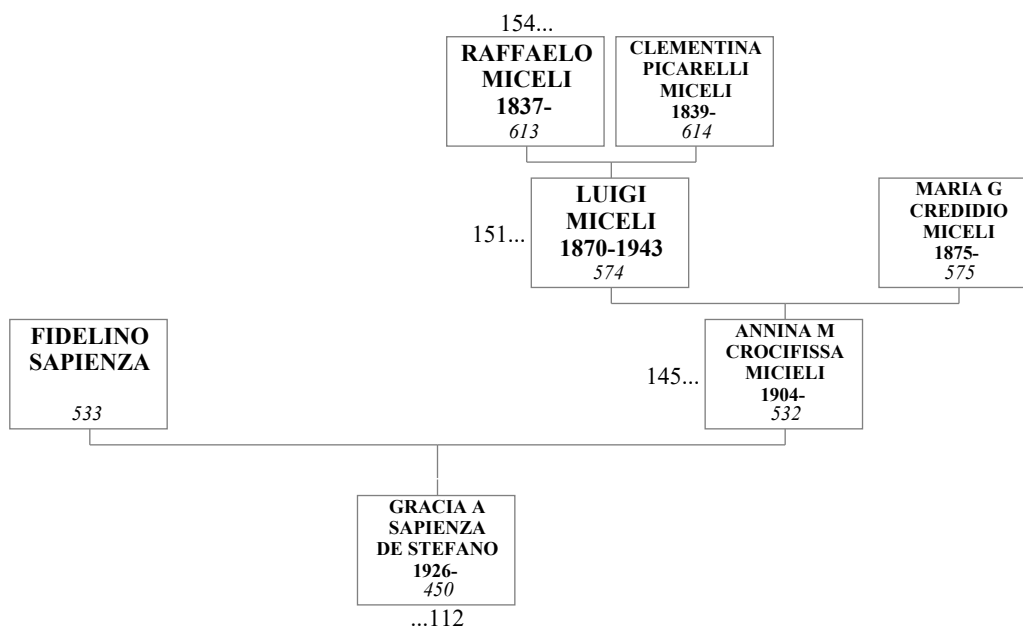 154...
RAFFAELO
MICELI
1837-
613
CLEMENTINA
PICARELLI
MICELI
1839-
614
151...
LUIGI
MICELI
1870-1943
574
MARIA G
CREDIDIO
MICELI
1875-
575
FIDELINO
SAPIENZA
533
145...
ANNINA M
CROCIFISSA
MICIELI
1904-
532
GRACIA A
SAPIENZA
DE STEFANO
1926-
450
...112